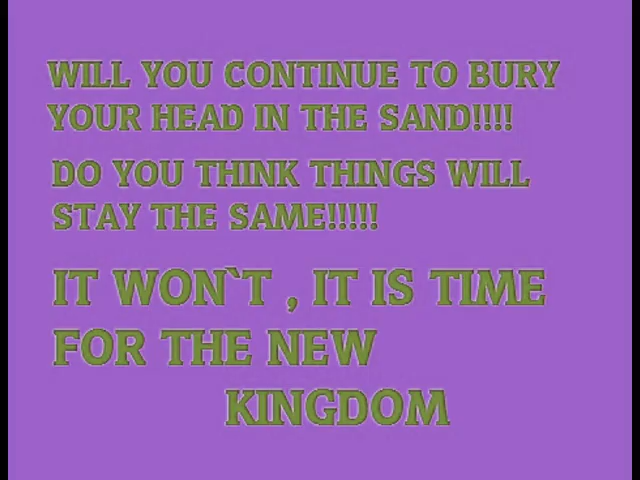 WILL YOU CONTINUE TO BURY
YOUR HEAD IN THE SAND!!!!
DO YOU THINK THINGS WILL
STAY THE SAME!!!!!
IT WON`T , IT IS TIME
FOR THE NEW
KINGDOM